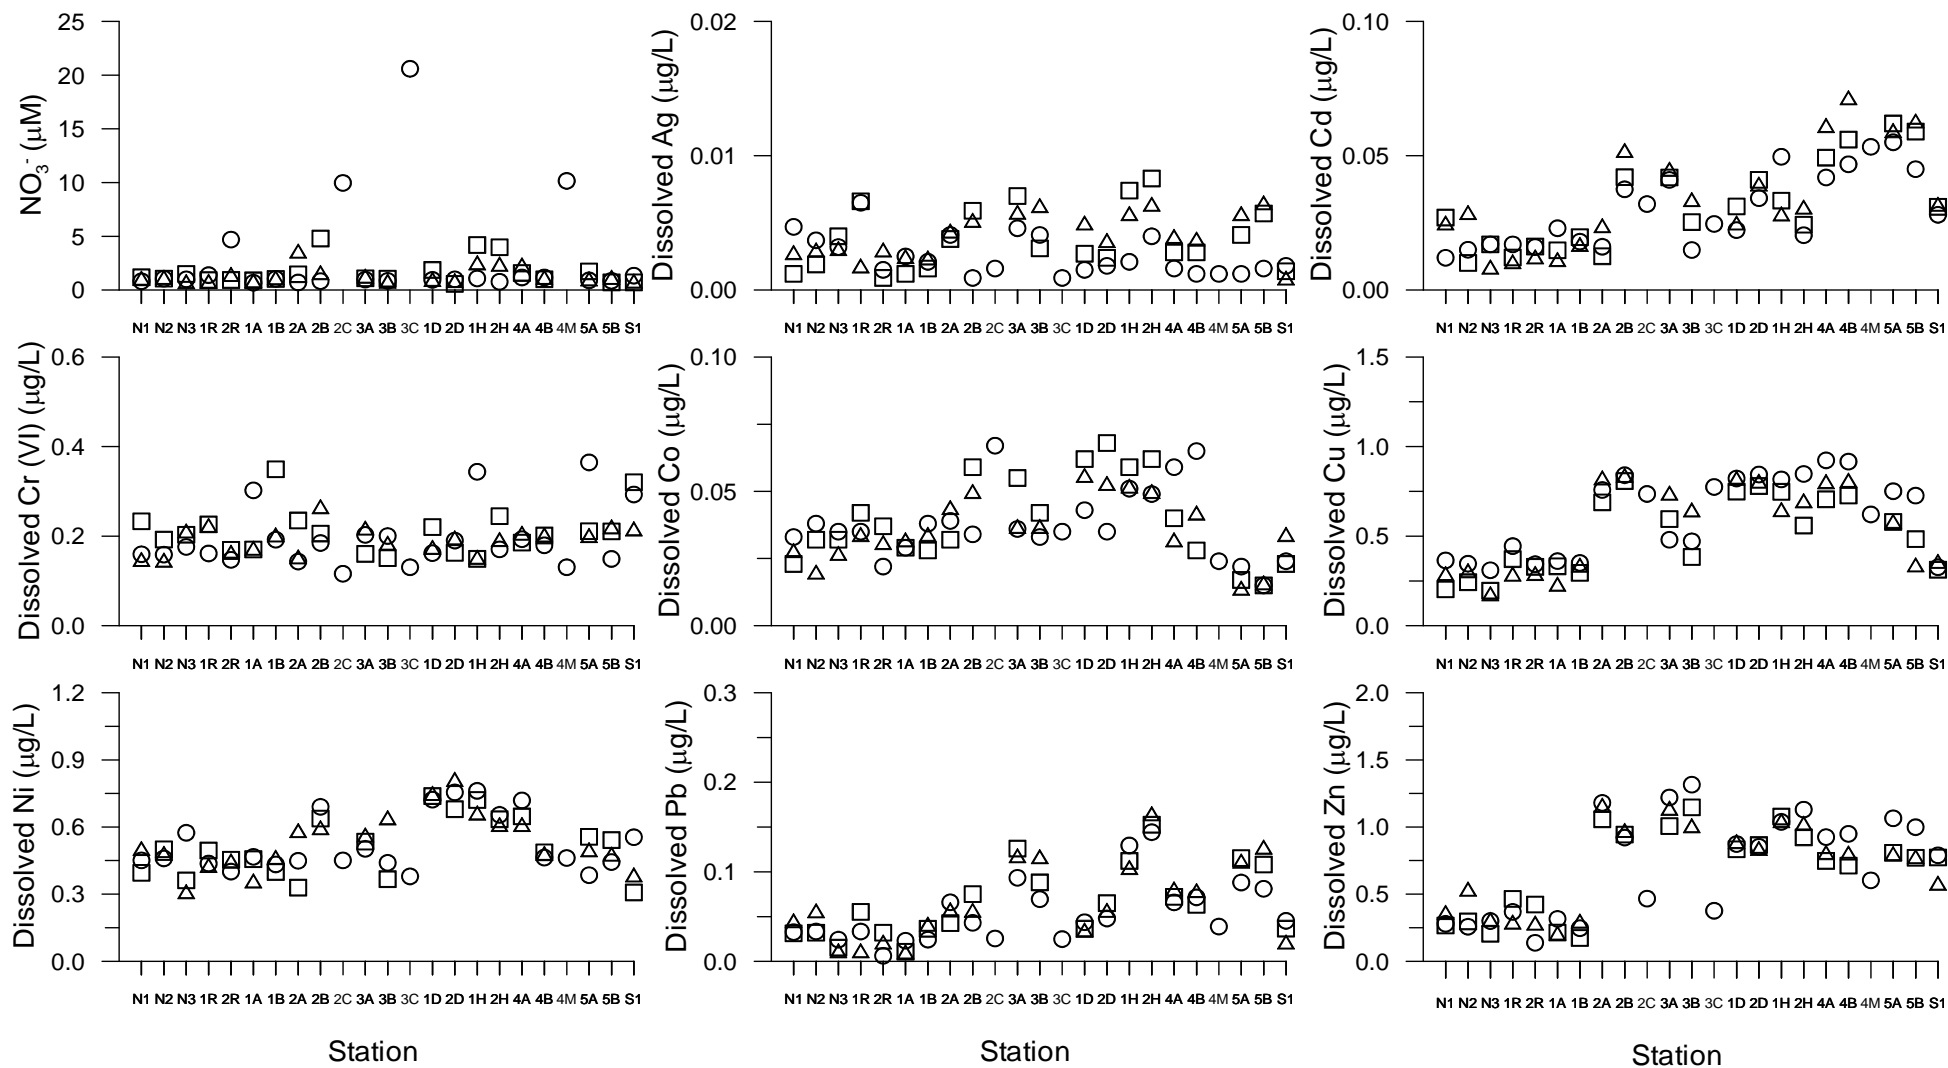 NO₃⁻ (μM)
25
20
15
10
5
0
N1 N2 N3 1R 2R 1A 1B 2A 2B 2C 3A 3B 3C 1D 2D 1H 2H 4A 4B 4M 5A 5B S1
Dissolved Ag (μg/L)
0.02
0.01
0.00
N1 N2 N3 1R 2R 1A 1B 2A 2B 2C 3A 3B 3C 1D 2D 1H 2H 4A 4B 4M 5A 5B S1
Dissolved Cd (μg/L)
0.10
0.05
0.00
N1 N2 N3 1R 2R 1A 1B 2A 2B 2C 3A 3B 3C 1D 2D 1H 2H 4A 4B 4M 5A 5B S1
Dissolved Cr (VI) (μg/L)
0.6
0.4
0.2
0.0
N1 N2 N3 1R 2R 1A 1B 2A 2B 2C 3A 3B 3C 1D 2D 1H 2H 4A 4B 4M 5A 5B S1
Dissolved Co (μg/L)
0.10
0.05
0.00
N1 N2 N3 1R 2R 1A 1B 2A 2B 2C 3A 3B 3C 1D 2D 1H 2H 4A 4B 4M 5A 5B S1
Dissolved Cu (μg/L)
1.5
1.0
0.5
0.0
N1 N2 N3 1R 2R 1A 1B 2A 2B 2C 3A 3B 3C 1D 2D 1H 2H 4A 4B 4M 5A 5B S1
Dissolved Ni (μg/L)
1.2
0.9
0.6
0.3
0.0
N1 N2 N3 1R 2R 1A 1B 2A 2B 2C 3A 3B 3C 1D 2D 1H 2H 4A 4B 4M 5A 5B S1
Station
Dissolved Pb (μg/L)
0.3
0.2
0.1
0.0
N1 N2 N3 1R 2R 1A 1B 2A 2B 2C 3A 3B 3C 1D 2D 1H 2H 4A 4B 4M 5A 5B S1
Station
Dissolved Zn (μg/L)
2.0
1.5
1.0
0.5
0.0
N1 N2 N3 1R 2R 1A 1B 2A 2B 2C 3A 3B 3C 1D 2D 1H 2H 4A 4B 4M 5A 5B S1
Station